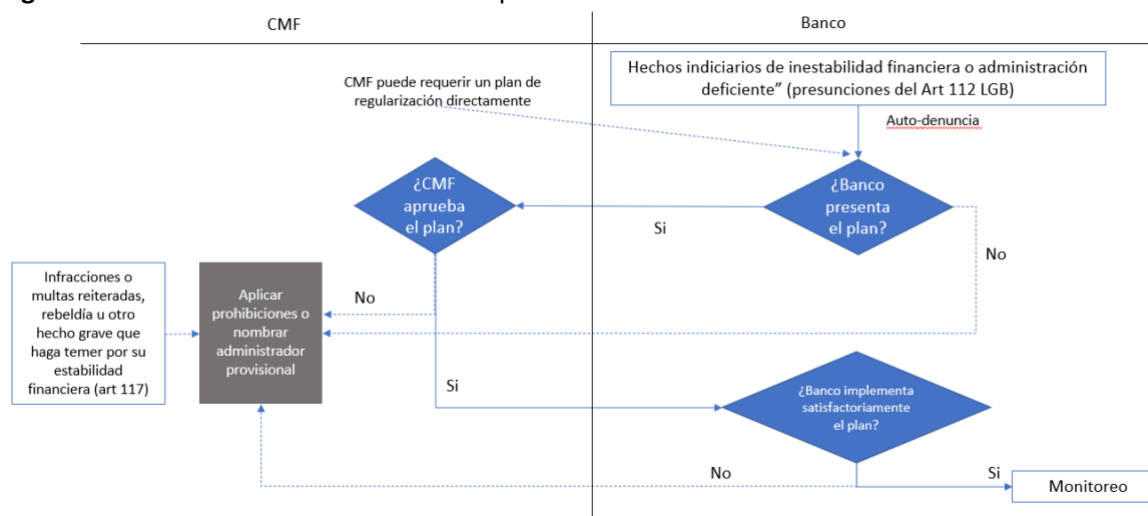 CMF
Banco
Hechos indiciarios de inestabilidad financiera o administración
deficiente” (presunciones del Art 112 LGB)
CMF puede requerir un plan de
regularización directamente
Auto-denuncia
¿CMF
aprueba
el plan?
¿Banco
presenta
el plan?
Si
No
Infracciones o
multas reiteradas,
rebeldía u otro
hecho grave que
haga temer por su
estabilidad
financiera (art 117)
Aplicar
prohibiciones o
nombrar
administrador
provisional
No
Si
¿Banco implementa
satisfactoriamente
el plan?
No
Si
Monitoreo